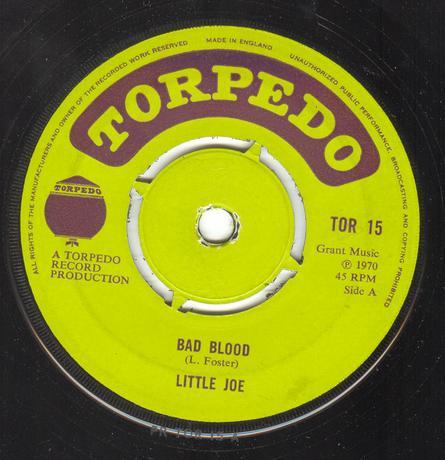 ALL RIGHTS OF THE MANUFACTURERS AND OWNER OF THE RECORDED WORK RESERVED
MADE IN ENGLAND
UNAUTHORIZED PUBLIC PERFORMANCE, BROADCASTING AND COPYING PROHIBITED
TORPEDO
TORPEDO
A TORPEDO
RECORD
PRODUCTION
TOR 15
Grant Music
℗ 1970
45 RPM
Side A
BAD BLOOD
(L. Foster)
LITTLE JOE